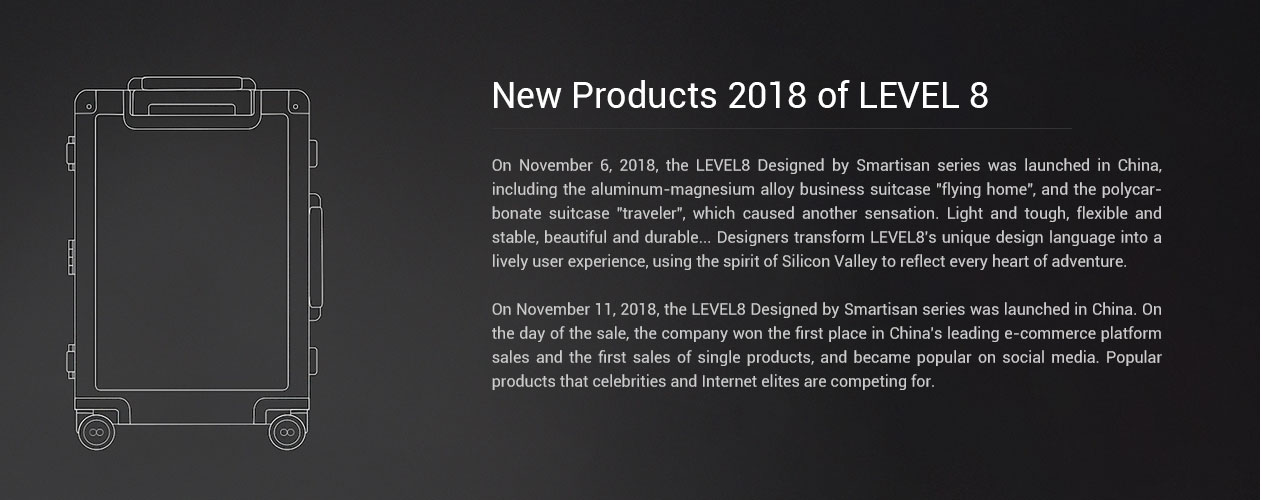 New Products 2018 of LEVEL 8
On November 6, 2018, the LEVEL8 Designed by Smartisan series was launched in China,
including the aluminum-magnesium alloy business suitcase "flying home", and the polycar-
bonate suitcase "traveler", which caused another sensation. Light and tough, flexible and
stable, beautiful and durable... Designers transform LEVEL8's unique design language into a
lively user experience, using the spirit of Silicon Valley to reflect every heart of adventure.
On November 11, 2018, the LEVEL8 Designed by Smartisan series was launched in China. On
the day of the sale, the company won the first place in China's leading e-commerce platform
sales and the first sales of single products, and became popular on social media. Popular
products that celebrities and Internet elites are competing for.